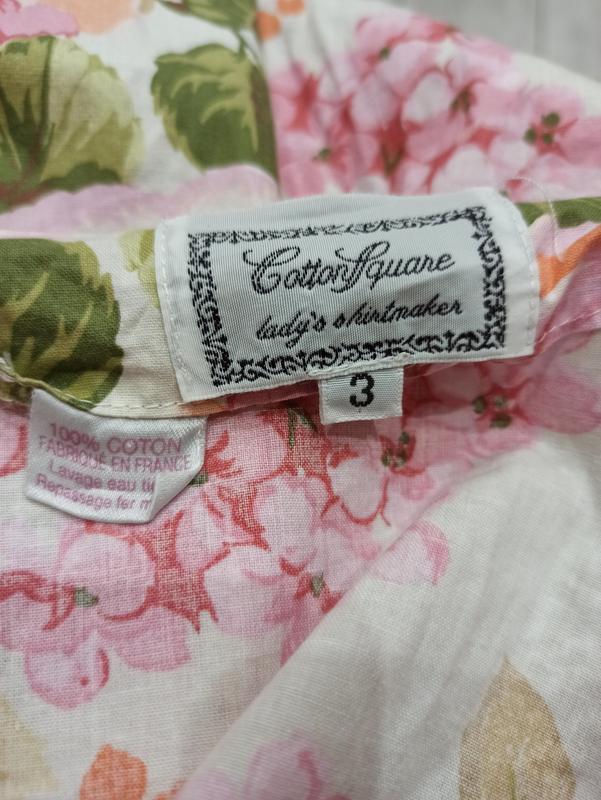 Cotton Square
lady's shirtmaker
3
100% COTON
FABRIQUÉ EN FRANCE
Lavage eau
Repassage fer